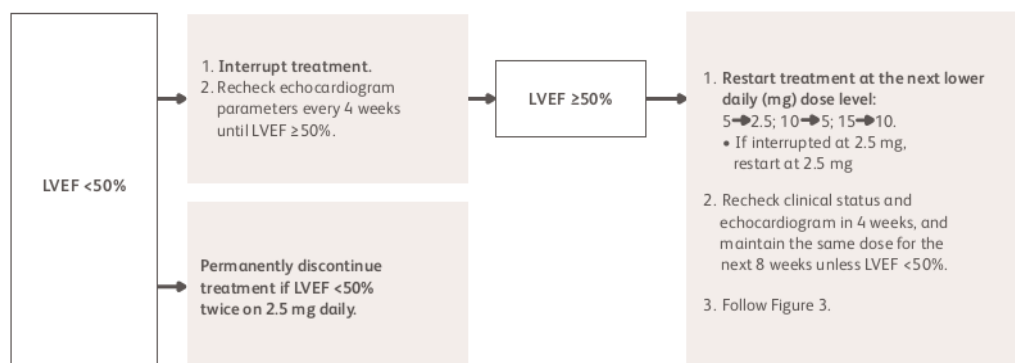 LVEF <50%
1. Interrupt treatment.
2. Recheck echocardiogram
parameters every 4 weeks
until LVEF ≥50%.
Permanently discontinue
treatment if LVEF <50%
twice on 2.5 mg daily.
LVEF ≥50%
1. Restart treatment at the next lower
daily (mg) dose level:
5➔2.5; 10➔5; 15➔10.
• If interrupted at 2.5 mg,
restart at 2.5 mg
2. Recheck clinical status and
echocardiogram in 4 weeks, and
maintain the same dose for the
next 8 weeks unless LVEF <50%.
3. Follow Figure 3.